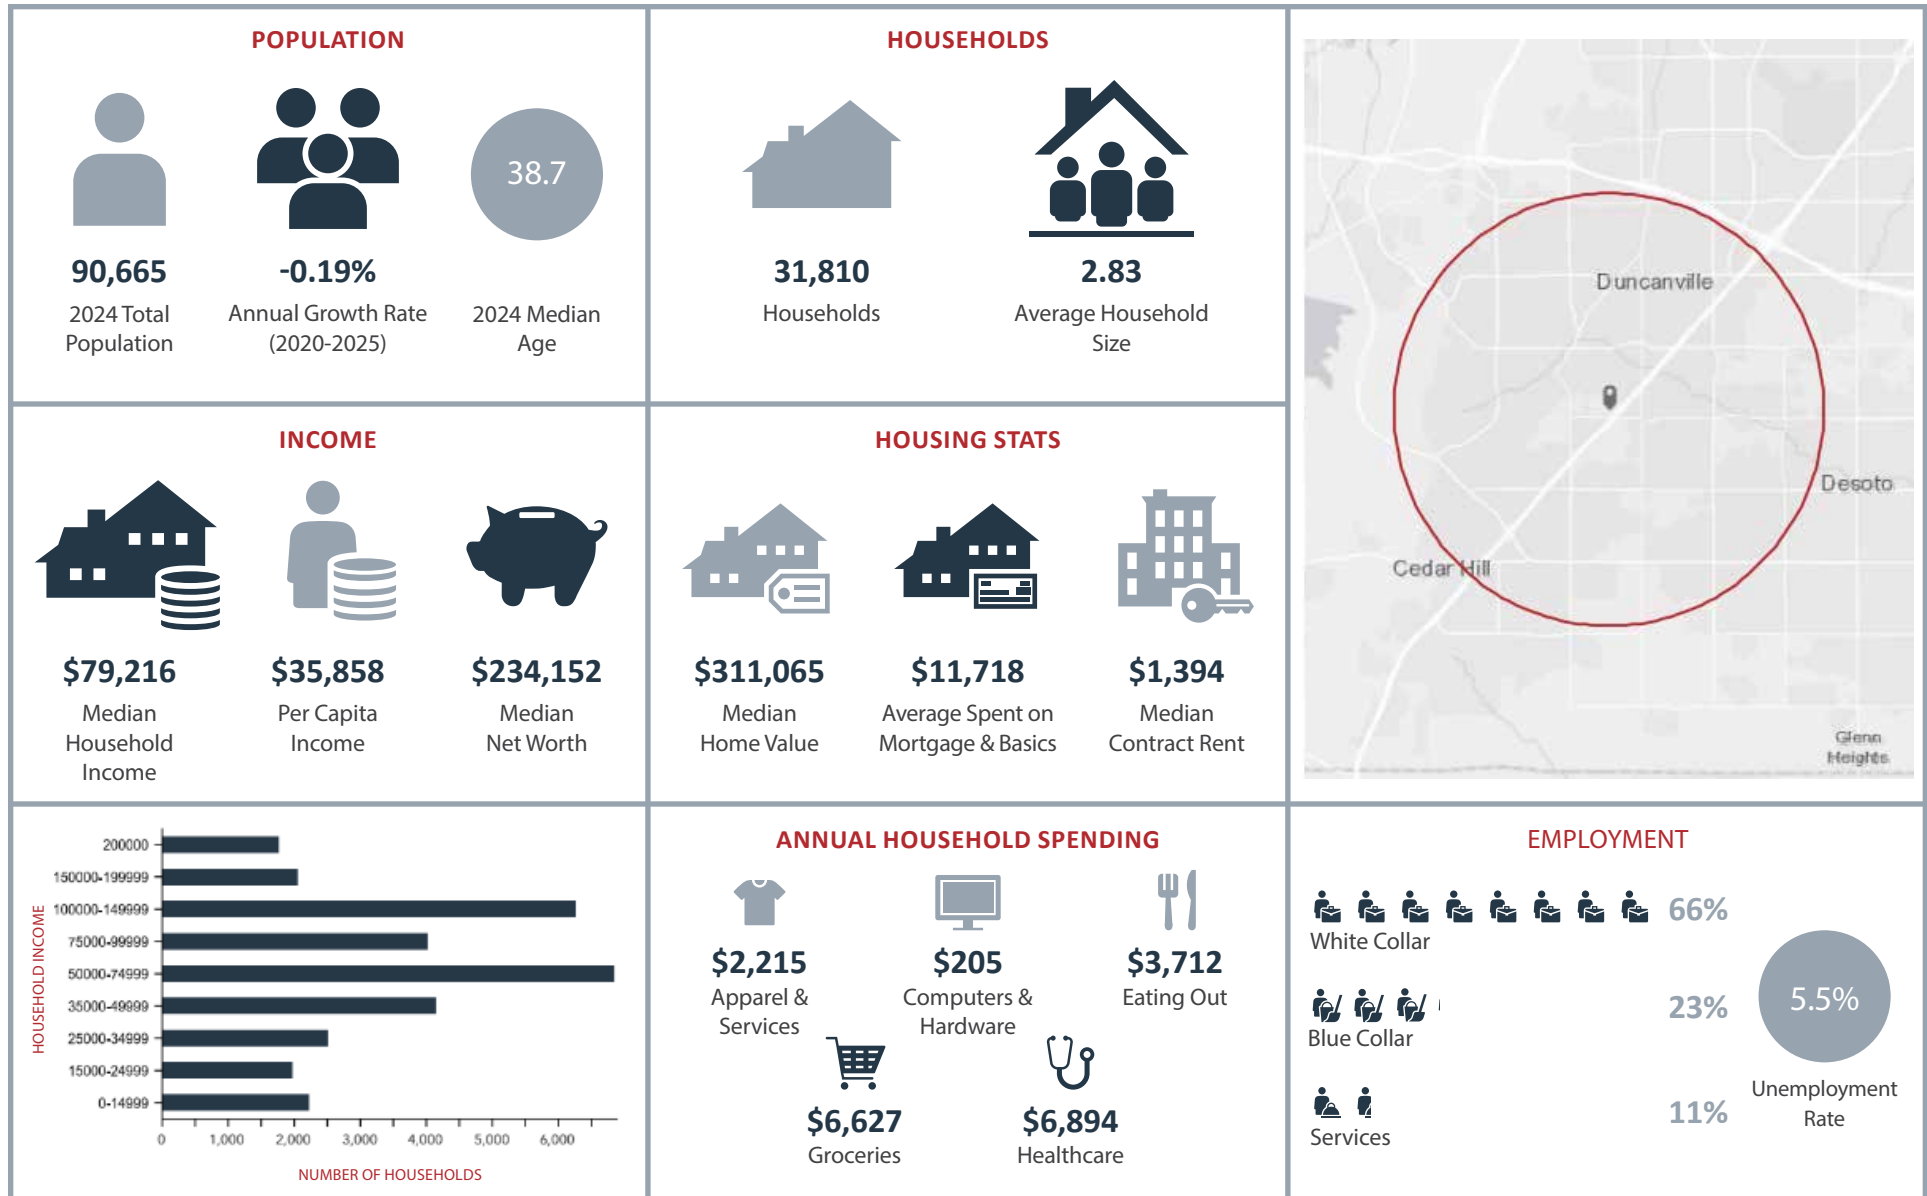 POPULATION
38.7
90,665
2024 Total
Population
-0.19%
Annual Growth Rate
(2020-2025)
2024 Median
Age
HOUSEHOLDS
31,810
Households
2.83
Average Household
Size
Duncanville
Desoto
Cedar Hill
Glenn
Heights
INCOME
$79,216
Median
Household
Income
$35,858
Per Capita
Income
$234,152
Median
Net Worth
HOUSING STATS
$311,065
Median
Home Value
$11,718
Average Spent on
Mortgage & Basics
$1,394
Median
Contract Rent
HOUSEHOLD INCOME
200000
150000-199999
100000-149999
75000-99999
50000-74999
35000-49999
25000-34999
15000-24999
0-14999
0 1,000 2,000 3,000 4,000 5,000 6,000
NUMBER OF HOUSEHOLDS
ANNUAL HOUSEHOLD SPENDING
$2,215
Apparel &
Services
$205
Computers &
Hardware
$3,712
Eating Out
$6,627
Groceries
$6,894
Healthcare
EMPLOYMENT
66%
White Collar
23%
Blue Collar
11%
Services
5.5%
Unemployment
Rate